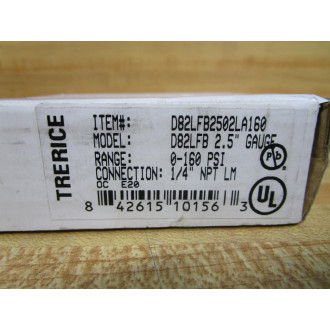 TRERICE
ITEM#: D82LFB2502LA160
MODEL: D82LFB 2.5" GAUGE
RANGE: 0-160 PSI
CONNECTION: 1/4" NPT LM
QC E20
8 42615 10156 3
Pb
UL